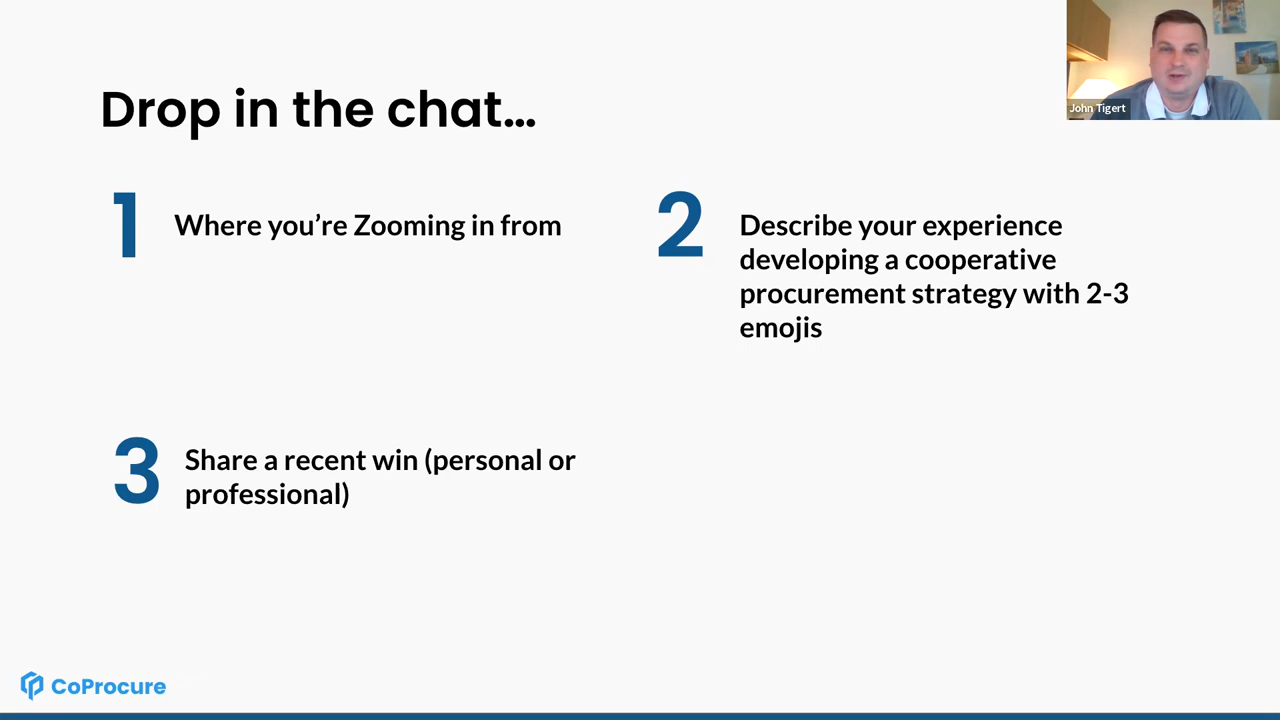 Drop in the chat…
John Tigert
1
Where you’re Zooming in from
2
Describe your experience
developing a cooperative
procurement strategy with 2-3
emojis
3
Share a recent win (personal or
professional)
CoProcure